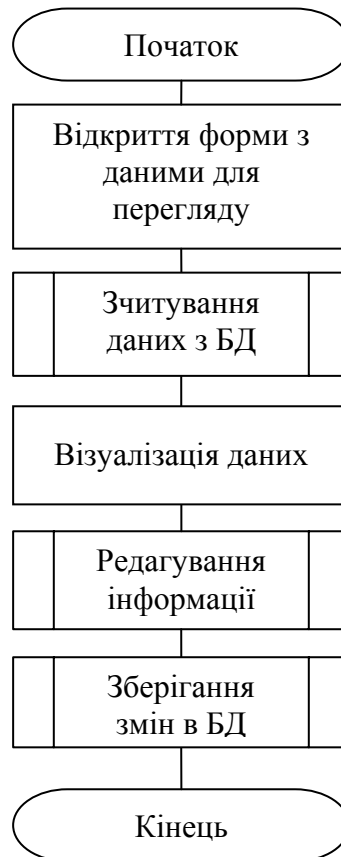 Початок
Відкриття форми з
даними для
перегляду
Зчитування
даних з БД
Візуалізація даних
Редагування
інформації
Зберігання
змін в БД
Кінець